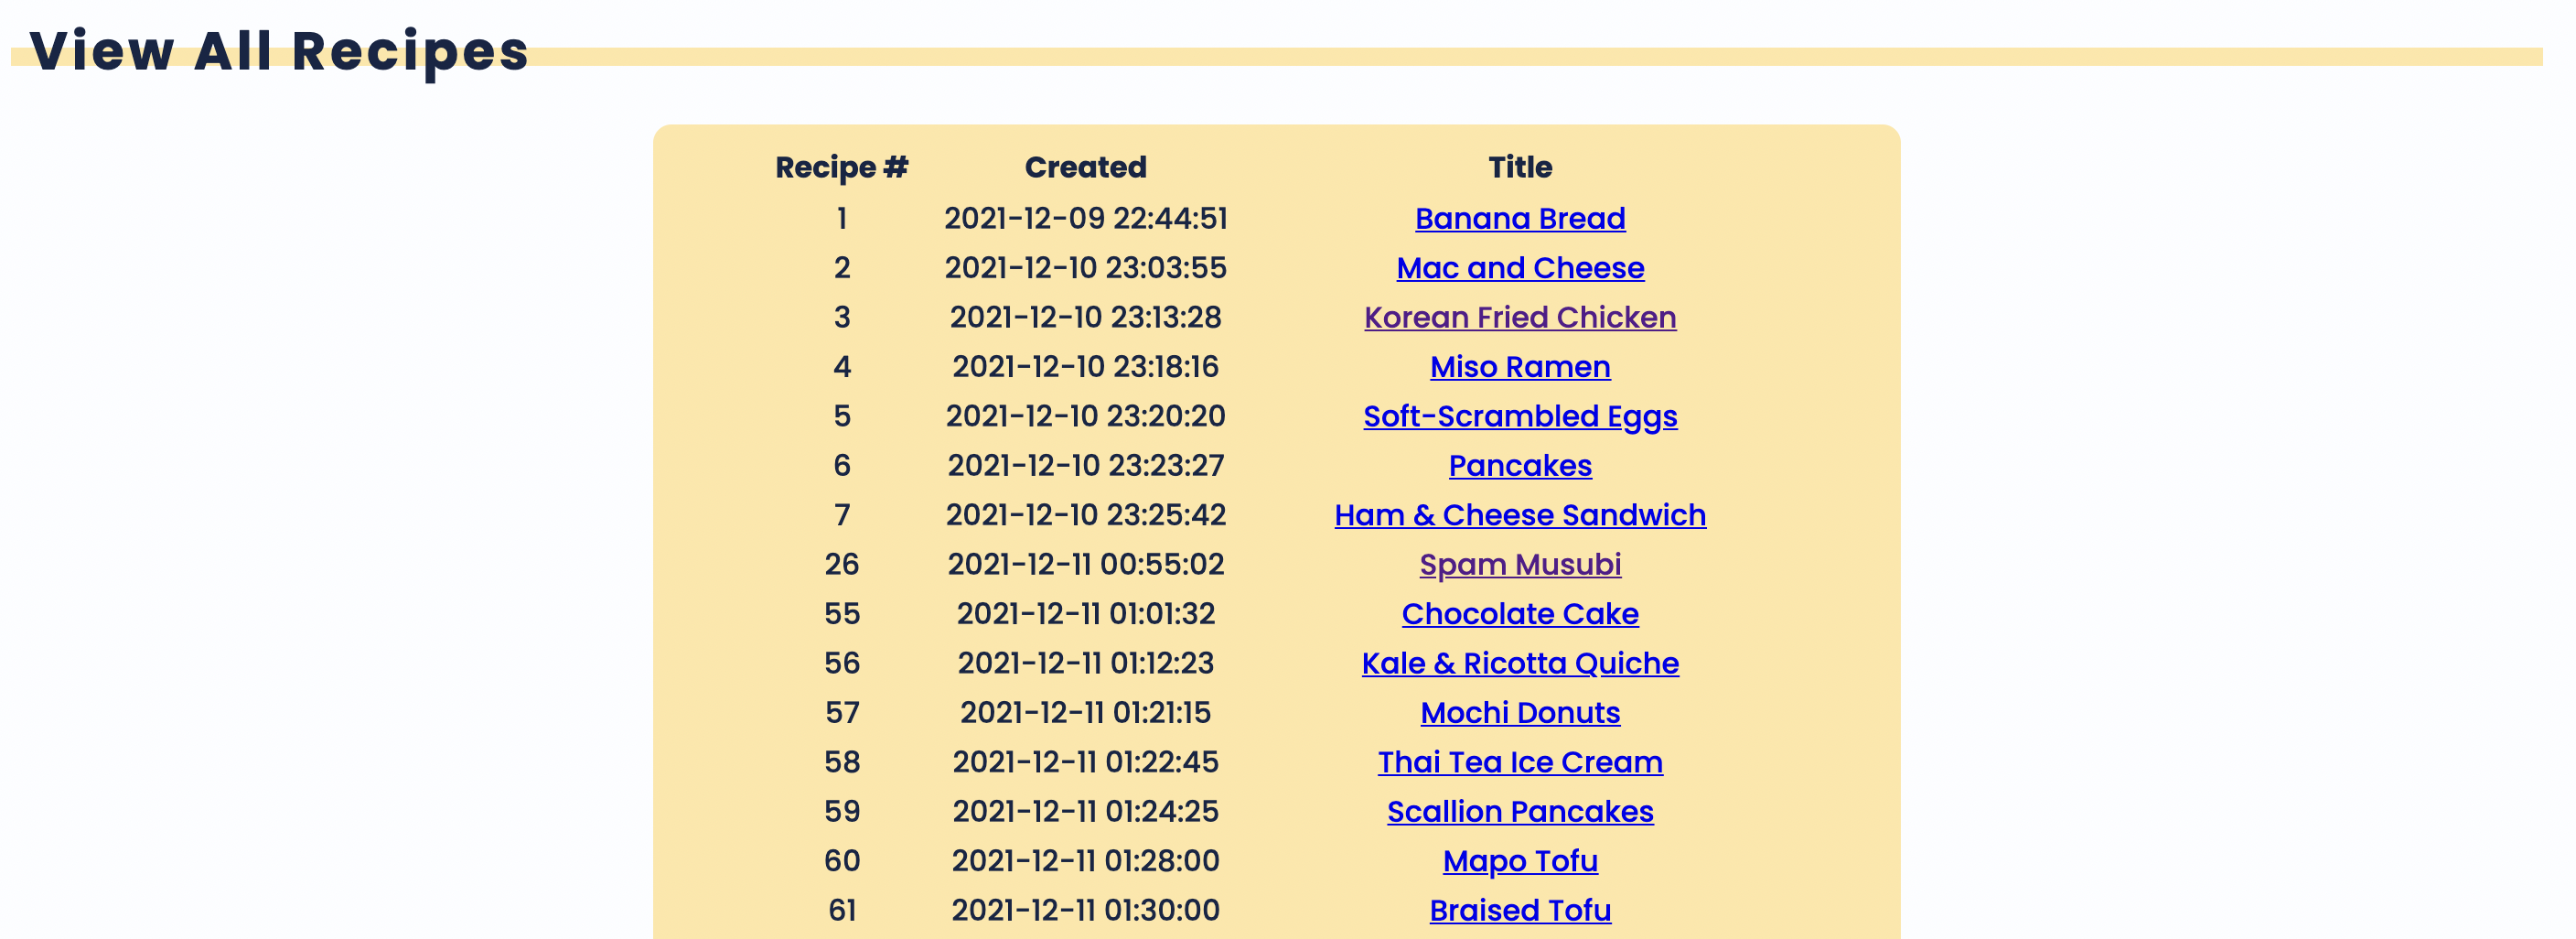 View All Recipes
Recipe # Created Title
1 2021-12-09 22:44:51 Banana Bread
2 2021-12-10 23:03:55 Mac and Cheese
3 2021-12-10 23:13:28 Korean Fried Chicken
4 2021-12-10 23:18:16 Miso Ramen
5 2021-12-10 23:20:20 Soft-Scrambled Eggs
6 2021-12-10 23:23:27 Pancakes
7 2021-12-10 23:25:42 Ham & Cheese Sandwich
26 2021-12-11 00:55:02 Spam Musubi
55 2021-12-11 01:01:32 Chocolate Cake
56 2021-12-11 01:12:23 Kale & Ricotta Quiche
57 2021-12-11 01:21:15 Mochi Donuts
58 2021-12-11 01:22:45 Thai Tea Ice Cream
59 2021-12-11 01:24:25 Scallion Pancakes
60 2021-12-11 01:28:00 Mapo Tofu
61 2021-12-11 01:30:00 Braised Tofu